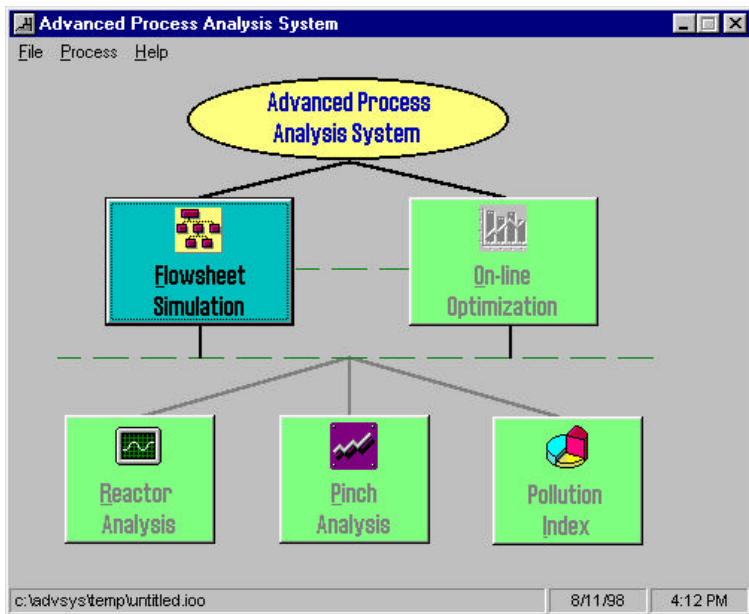 Advanced Process Analysis System
File Process Help
Advanced Process
Analysis System
Flowsheet
Simulation
On-line
Optimization
Reactor
Analysis
Pinch
Analysis
Pollution
Index
c:\advsys\temp\untitled.ioo 8/11/98 4:12 PM